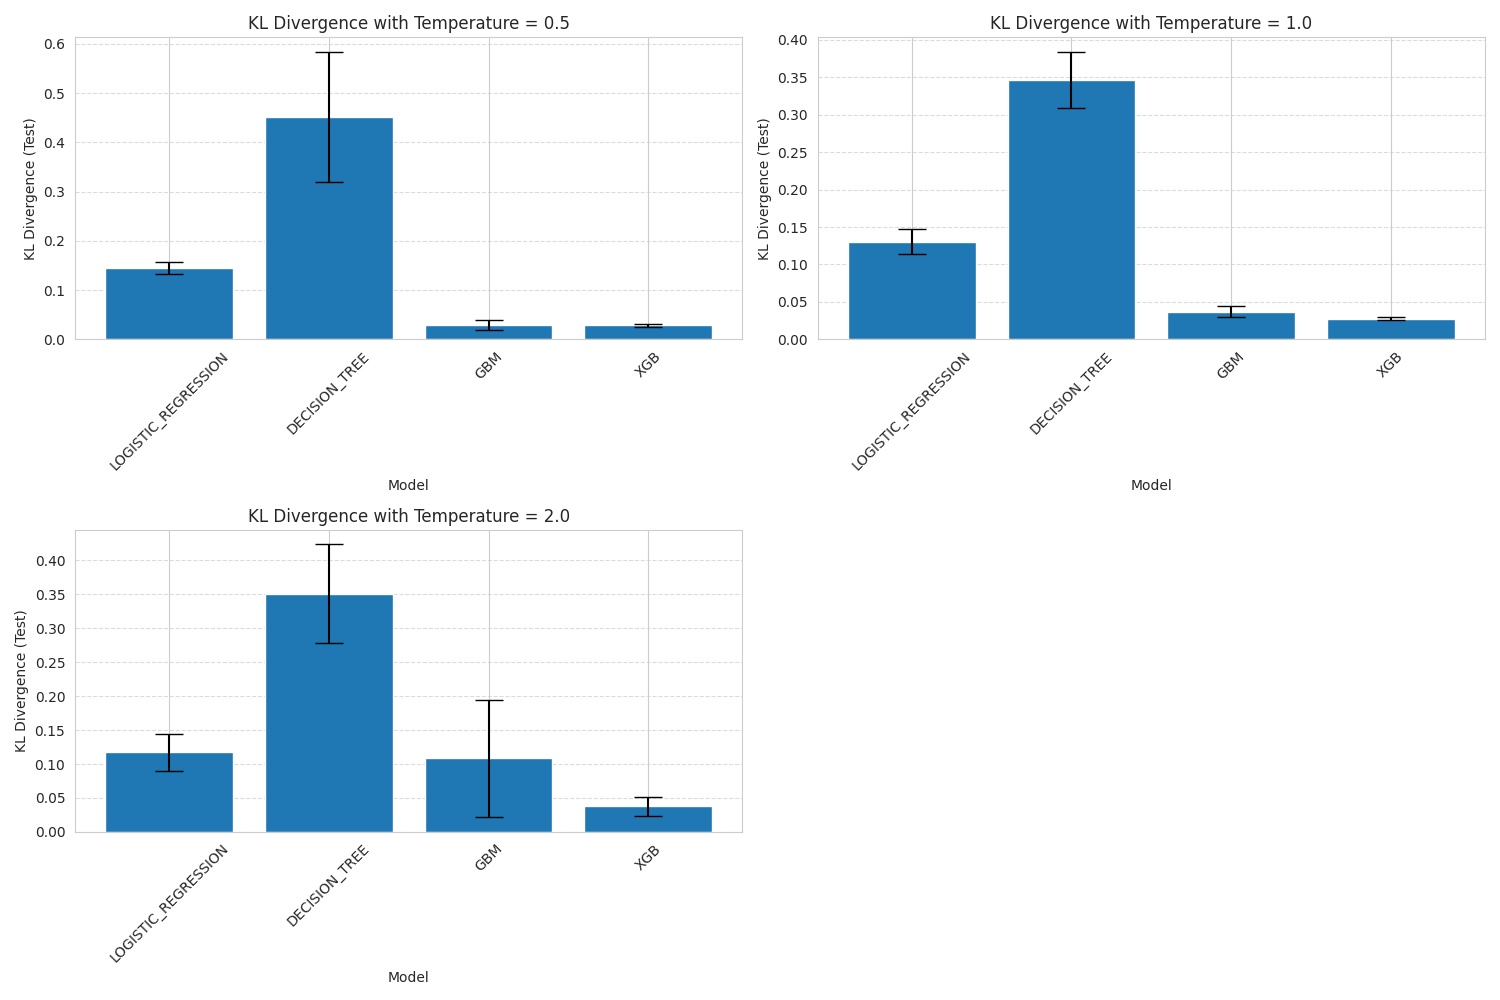 KL Divergence with Temperature = 0.5
KL Divergence (Test)
0.6
0.5
0.4
0.3
0.2
0.1
0.0
LOGISTIC_REGRESSION
DECISION_TREE
GBM
XGB
Model
KL Divergence with Temperature = 1.0
KL Divergence (Test)
0.40
0.35
0.30
0.25
0.20
0.15
0.10
0.05
0.00
LOGISTIC_REGRESSION
DECISION_TREE
GBM
XGB
Model
KL Divergence with Temperature = 2.0
KL Divergence (Test)
0.40
0.35
0.30
0.25
0.20
0.15
0.10
0.05
0.00
LOGISTIC_REGRESSION
DECISION_TREE
GBM
XGB
Model